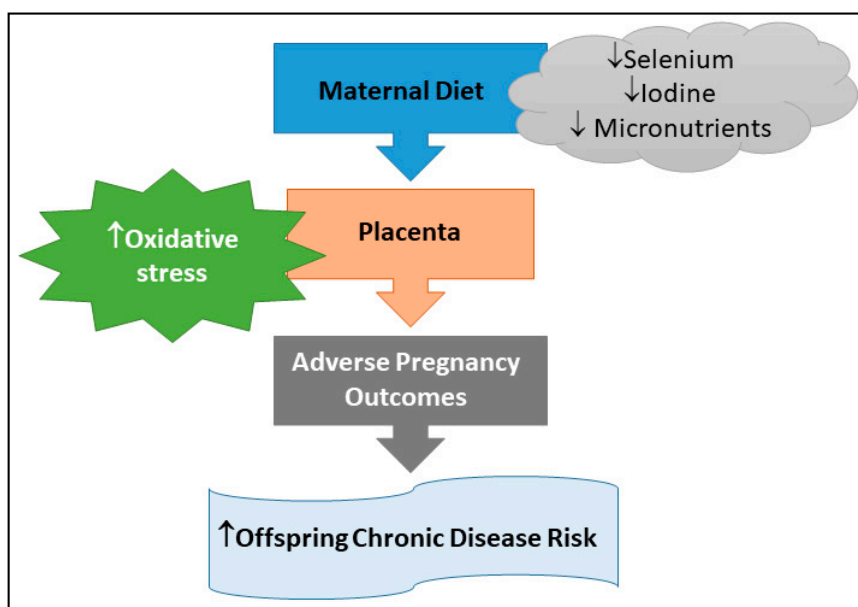 Maternal Diet
↓Selenium
↓Iodine
↓ Micronutrients
↑Oxidative
stress
Placenta
Adverse Pregnancy
Outcomes
↑Offspring Chronic Disease Risk